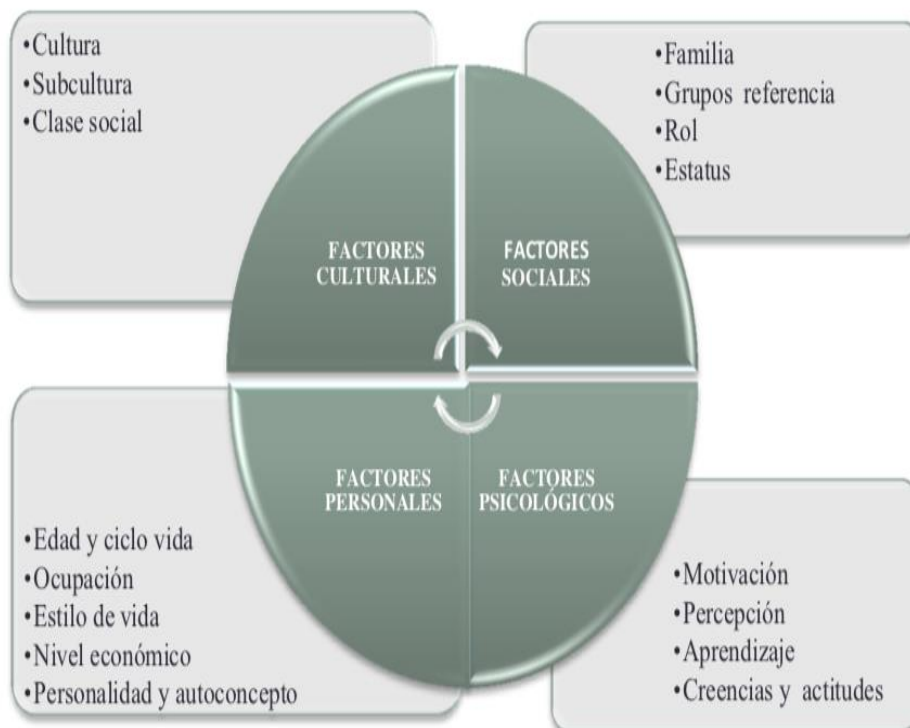 •Cultura
•Subcultura
•Clase social
•Familia
•Grupos referencia
•Rol
•Estatus
FACTORES
CULTURALES
FACTORES
SOCIALES
FACTORES
PERSONALES
FACTORES
PSICOLÓGICOS
•Edad y ciclo vida
•Ocupación
•Estilo de vida
•Nivel económico
•Personalidad y autoconcepto
•Motivación
•Percepción
•Aprendizaje
•Creencias y actitudes